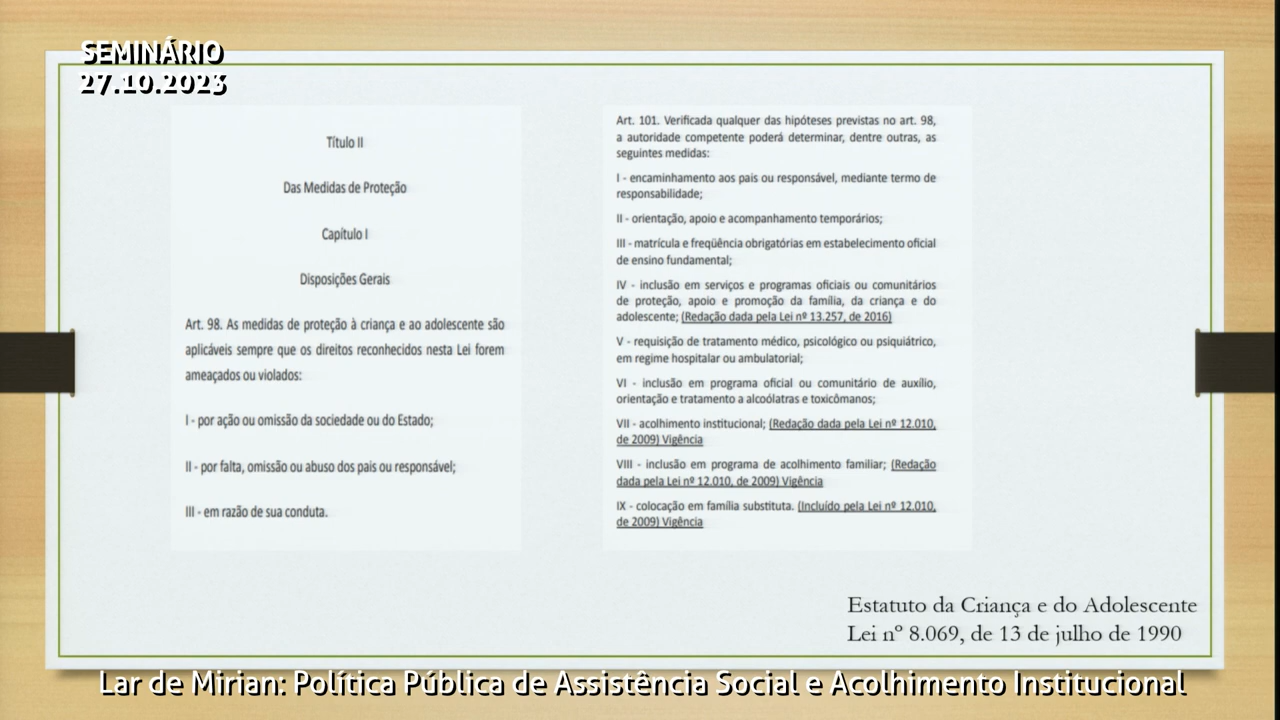 SEMINÁRIO
27.10.2023
Título II
Das Medidas de Proteção
Capítulo I
Disposições Gerais
Art. 98. As medidas de proteção à criança e ao adolescente são
aplicáveis sempre que os direitos reconhecidos nesta Lei forem
ameaçados ou violados:
I - por ação ou omissão da sociedade ou do Estado;
II - por falta, omissão ou abuso dos pais ou responsável;
III - em razão de sua conduta.
Art. 101. Verificada qualquer das hipóteses previstas no art. 98,
a autoridade competente poderá determinar, dentre outras, as
seguintes medidas:
I - encaminhamento aos pais ou responsável, mediante termo de
responsabilidade;
II - orientação, apoio e acompanhamento temporários;
III - matrícula e freqüência obrigatórias em estabelecimento oficial
de ensino fundamental;
IV - inclusão em serviços e programas oficiais ou comunitários
de proteção, apoio e promoção da família, da criança e do
adolescente; (Redação dada pela Lei nº 13.257, de 2016)
V - requisição de tratamento médico, psicológico ou psiquiátrico,
em regime hospitalar ou ambulatorial;
VI - inclusão em programa oficial ou comunitário de auxílio,
orientação e tratamento a alcoólatras e toxicômanos;
VII - acolhimento institucional; (Redação dada pela Lei nº 12.010,
de 2009) Vigência
VIII - inclusão em programa de acolhimento familiar; (Redação
dada pela Lei nº 12.010, de 2009) Vigência
IX - colocação em família substituta. (Incluído pela Lei nº 12.010,
de 2009) Vigência
Estatuto da Criança e do Adolescente
Lei nº 8.069, de 13 de julho de 1990
Lar de Mirian: Política Pública de Assistência Social e Acolhimento Institucional